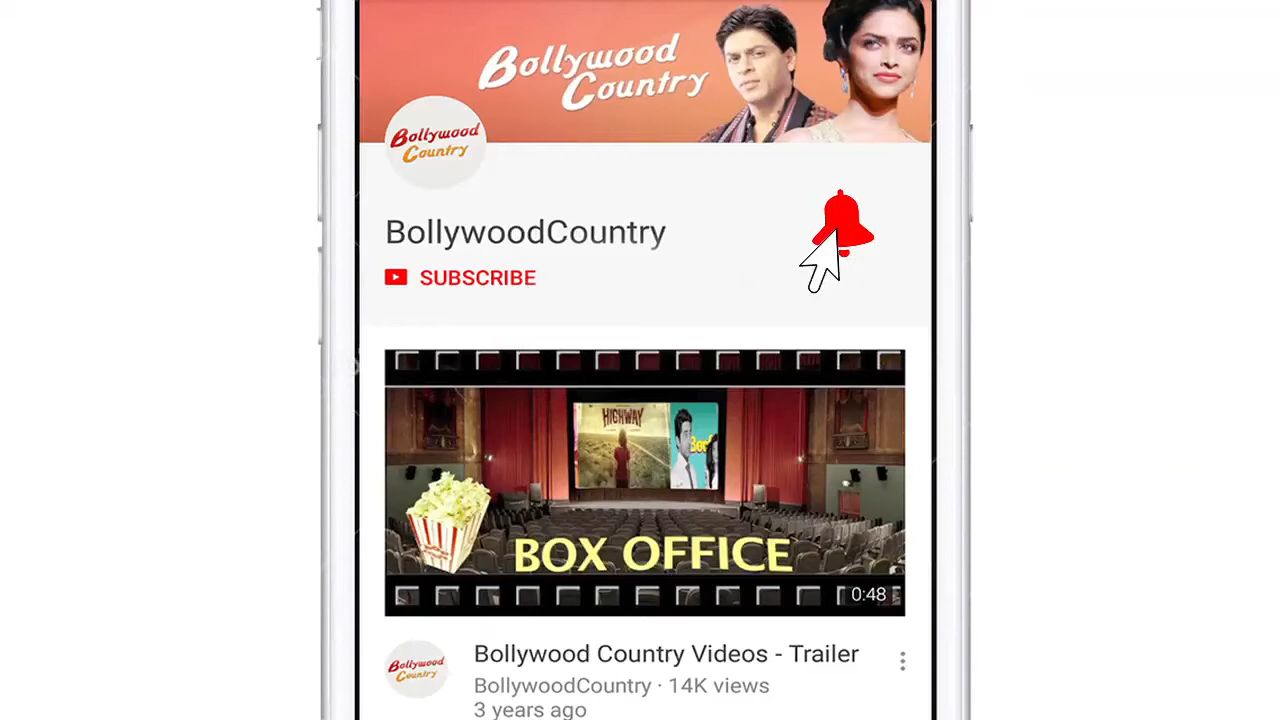 Bollywood
Country
Bollywood
Country
BollywoodCountry
SUBSCRIBE
HIGHWAY
BOX OFFICE
0:48
Bollywood
Country
Bollywood Country Videos - Trailer
BollywoodCountry · 14K views
3 years ago